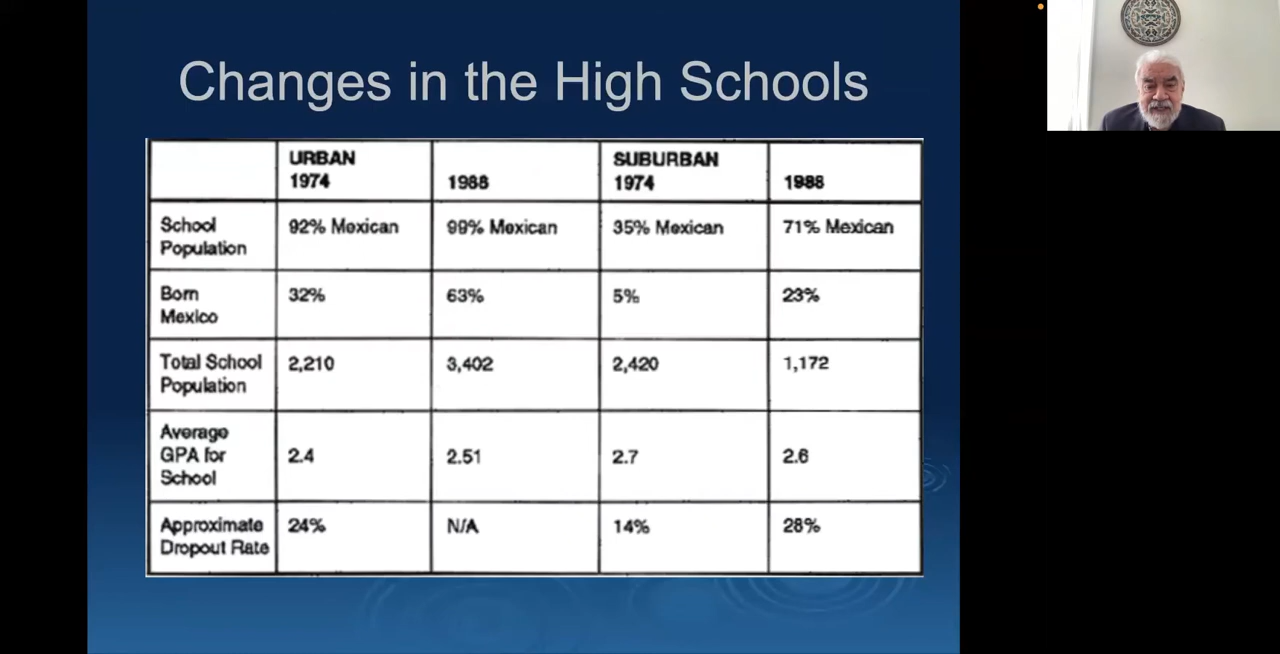 Changes in the High Schools
URBAN
1974
1988
SUBURBAN
1974
1988
School
Population
92% Mexican
99% Mexican
35% Mexican
71% Mexican
Born
Mexico
32%
63%
5%
23%
Total School
Population
2,210
3,402
2,420
1,172
Average
GPA for
School
2.4
2.51
2.7
2.6
Approximate
Dropout Rate
24%
N/A
14%
28%